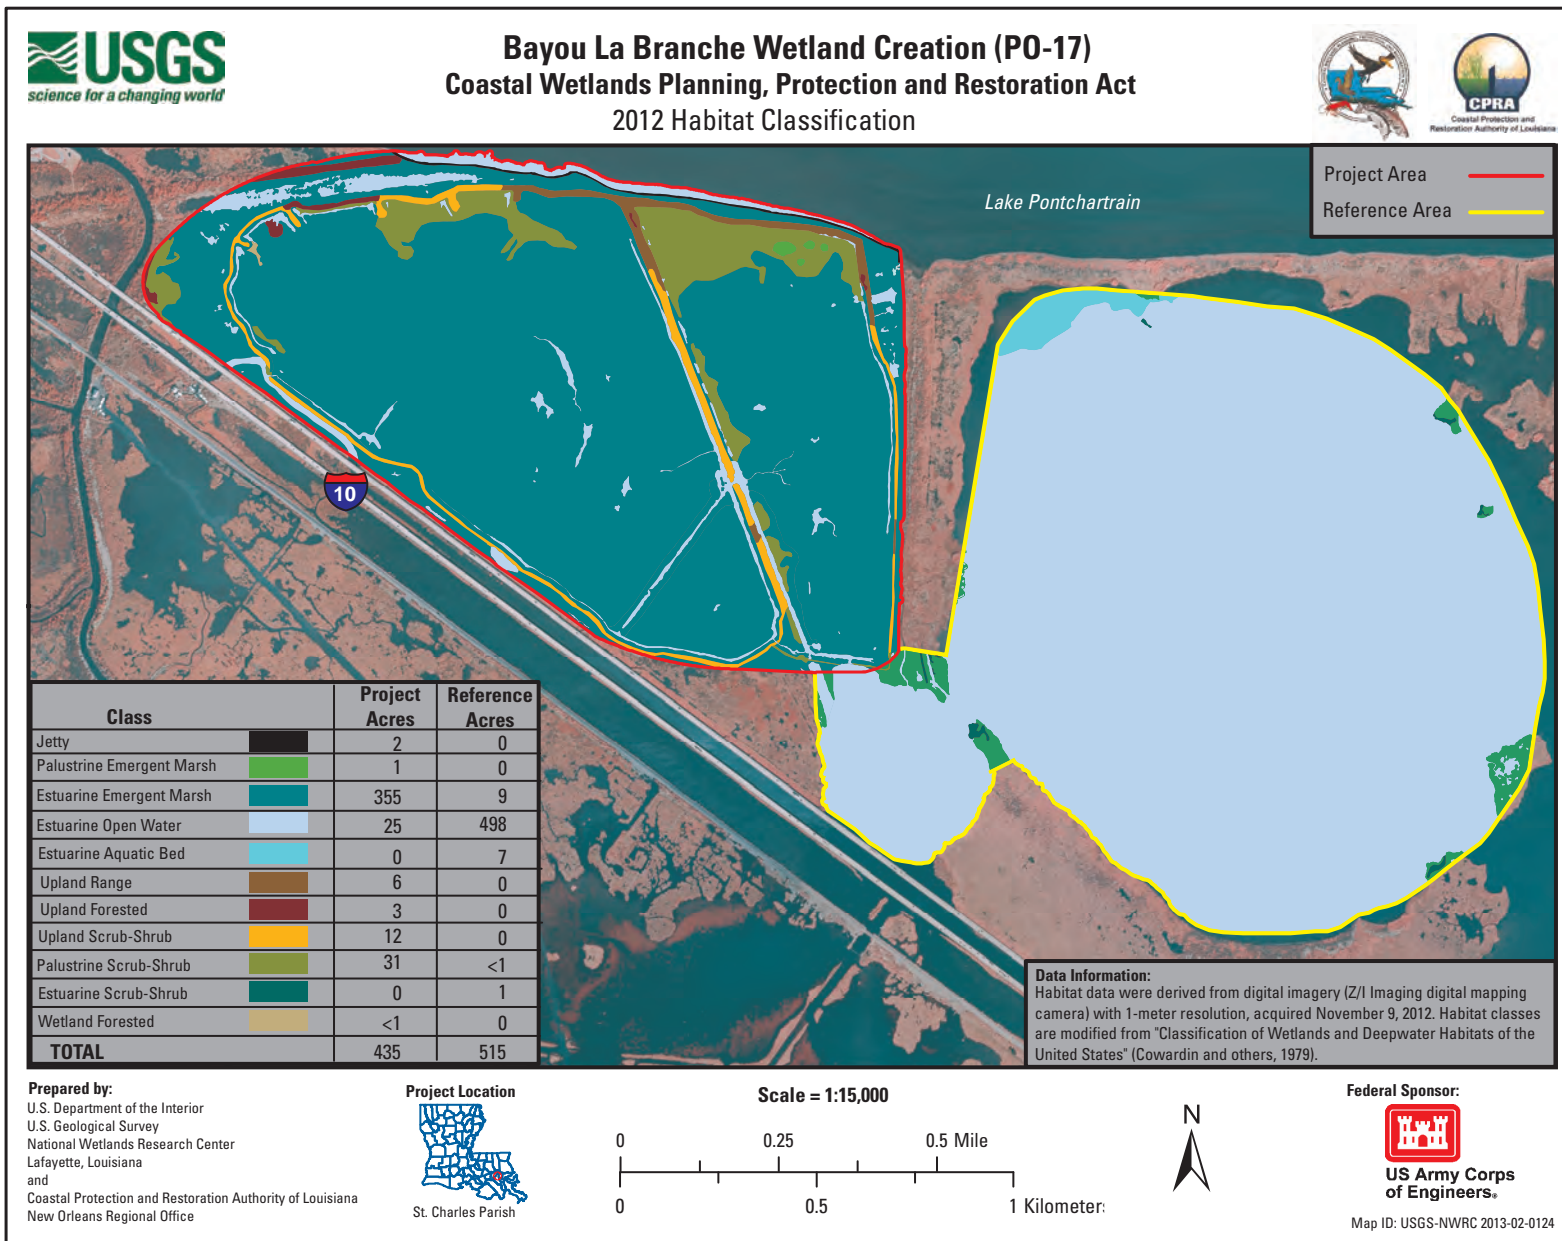 USGS
science for a changing world
Bayou La Branche Wetland Creation (PO-17)
Coastal Wetlands Planning, Protection and Restoration Act
2012 Habitat Classification
CPRA
Coastal Protection and
Restoration Authority of Louisiana
Project Area
Reference Area
Lake Pontchartrain
10
Class Project Acres Reference Acres
Jetty 2 0
Palustrine Emergent Marsh 1 0
Estuarine Emergent Marsh 355 9
Estuarine Open Water 25 498
Estuarine Aquatic Bed 0 7
Upland Range 6 0
Upland Forested 3 0
Upland Scrub-Shrub 12 0
Palustrine Scrub-Shrub 31 <1
Estuarine Scrub-Shrub 0 1
Wetland Forested <1 0
TOTAL 435 515
Data Information:
Habitat data were derived from digital imagery (Z/I Imaging digital mapping
camera) with 1-meter resolution, acquired November 9, 2012. Habitat classes
are modified from "Classification of Wetlands and Deepwater Habitats of the
United States" (Cowardin and others, 1979).
Prepared by:
U.S. Department of the Interior
U.S. Geological Survey
National Wetlands Research Center
Lafayette, Louisiana
and
Coastal Protection and Restoration Authority of Louisiana
New Orleans Regional Office
Project Location
St. Charles Parish
Scale = 1:15,000
0 0.25 0.5 Mile
0 0.5 1 Kilometer
N
Federal Sponsor:
US Army Corps
of Engineers®
Map ID: USGS-NWRC 2013-02-0124